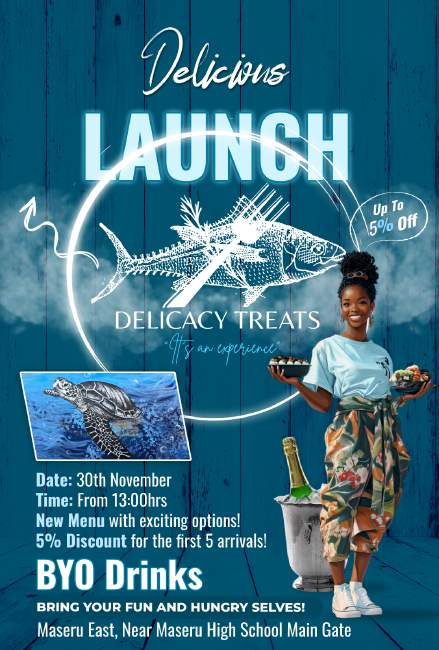 Delicious
LAUNCH
Up To
5% Off
DELICACY TREATS
"It's an experience"
Date: 30th November
Time: From 13:00hrs
New Menu with exciting options!
5% Discount for the first 5 arrivals!
BYO Drinks
BRING YOUR FUN AND HUNGRY SELVES!
Maseru East, Near Maseru High School Main Gate